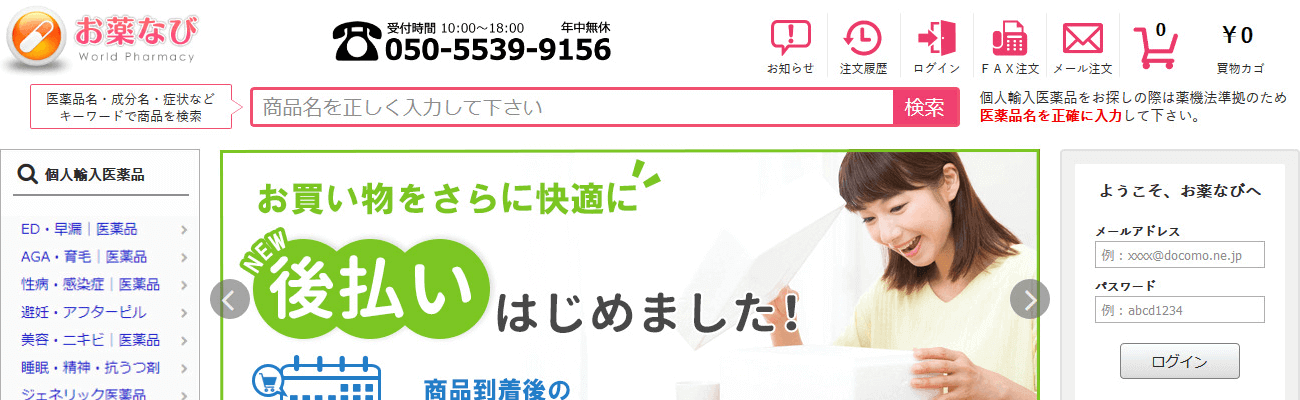 お薬なび
World Pharmacy
受付時間 10:00～18:00 年中無休
050-5539-9156
お知らせ
注文履歴
ログイン
ＦＡＸ注文
メール注文
0
￥0
買物カゴ
医薬品名・成分名・症状など
キーワードで商品を検索
商品名を正しく入力して下さい
検索
個人輸入医薬品をお探しの際は薬機法準拠のため
医薬品名を正確に入力して下さい。
個人輸入医薬品
ED・早漏｜医薬品
AGA・育毛｜医薬品
性病・感染症｜医薬品
避妊・アフターピル
美容・ニキビ｜医薬品
睡眠・精神・抗うつ剤
ジェネリック医薬品
お買い物をさらに快適に
NEW
後払いはじめました!
商品到着後の
ようこそ、お薬なびへ
メールアドレス
例：xxxx@docomo.ne.jp
パスワード
例：abcd1234
ログイン